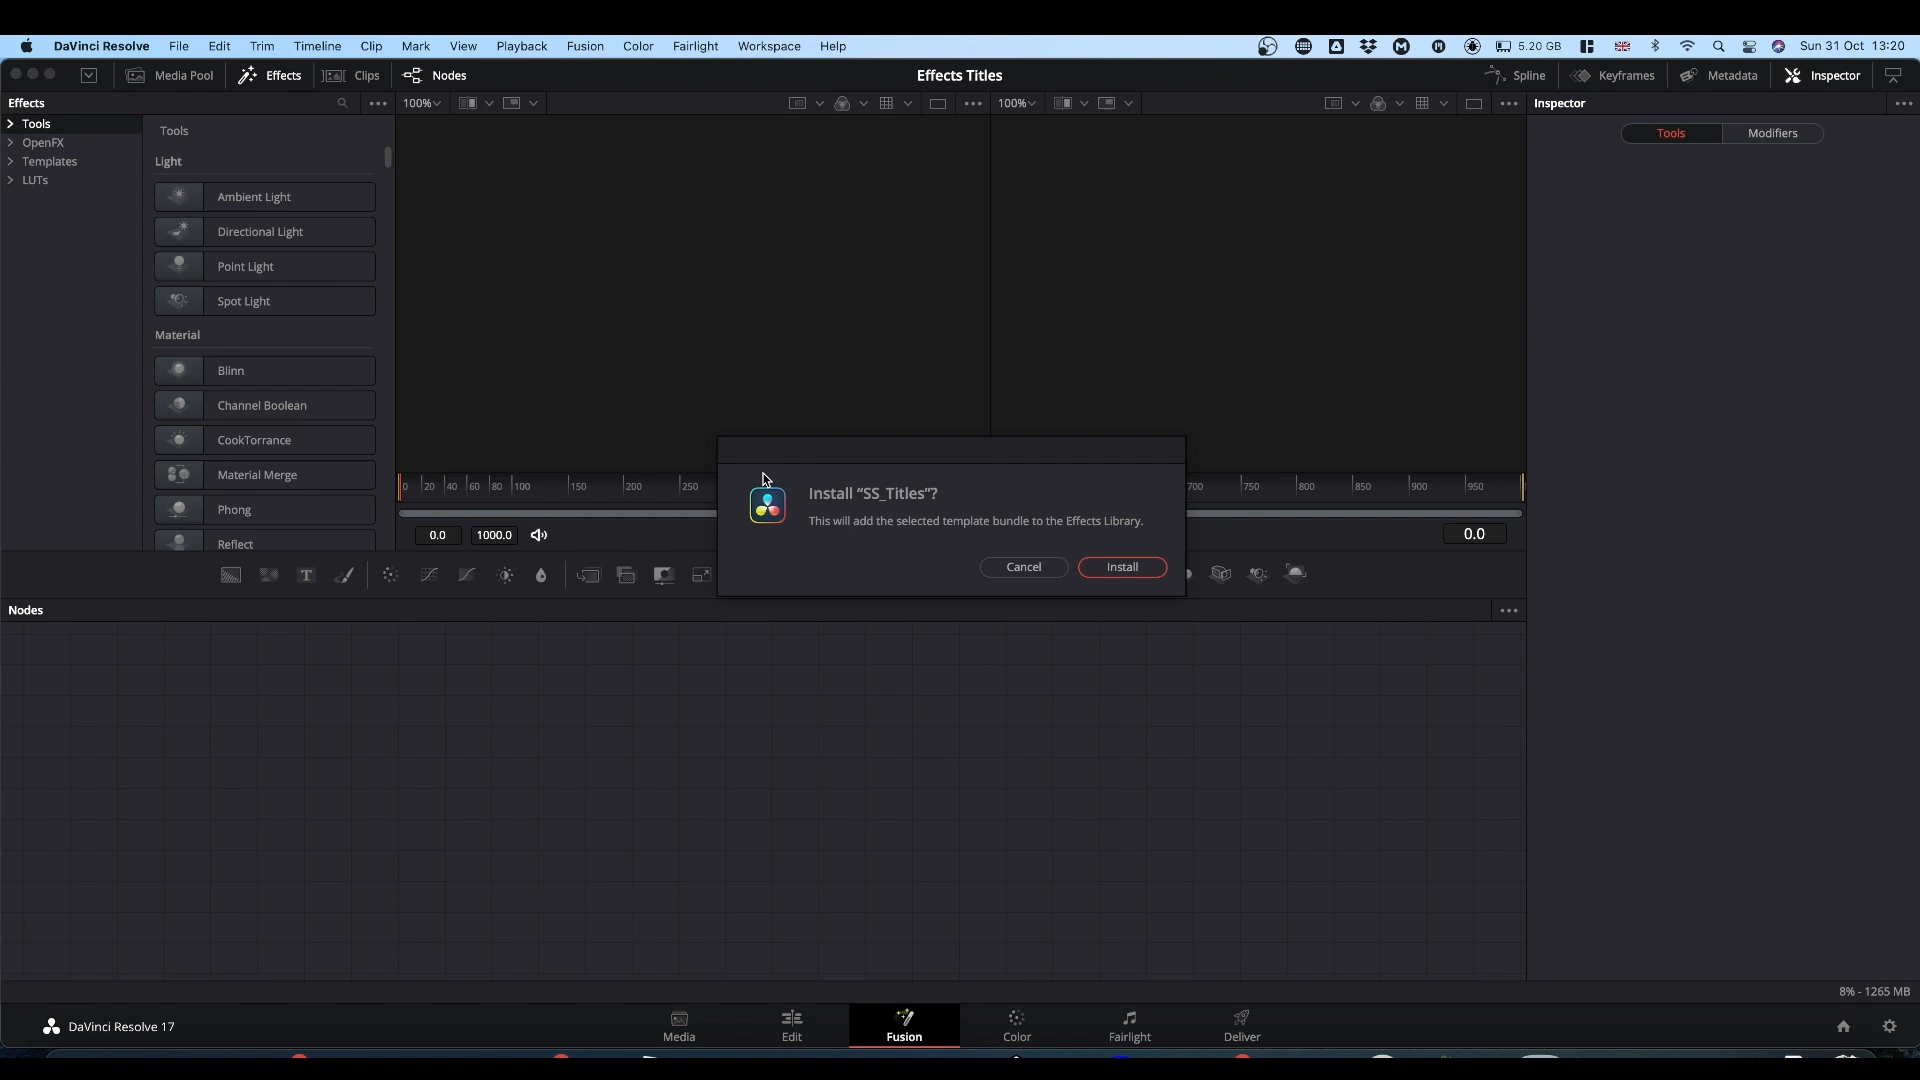 DaVinci Resolve File Edit Trim Timeline Clip Mark View Playback Fusion Color Fairlight Workspace Help 5.20 GB Sun 31 Oct 13:20
Media Pool Effects Clips Nodes Effects Titles Spline Keyframes Metadata Inspector
Effects 100% 100% Inspector
Tools
OpenFX
Templates
LUTs
Tools
Light
Ambient Light
Directional Light
Point Light
Spot Light
Material
Blinn
Channel Boolean
CookTorrance
Material Merge
Phong
Reflect
Tools Modifiers
0 20 40 60 80 100 150 200 250 700 750 800 850 900 950
0.0 1000.0 0.0
Install “SS_Titles”?
This will add the selected template bundle to the Effects Library.
Cancel Install
T
Nodes
8% - 1265 MB
DaVinci Resolve 17
Media Edit Fusion Color Fairlight Deliver